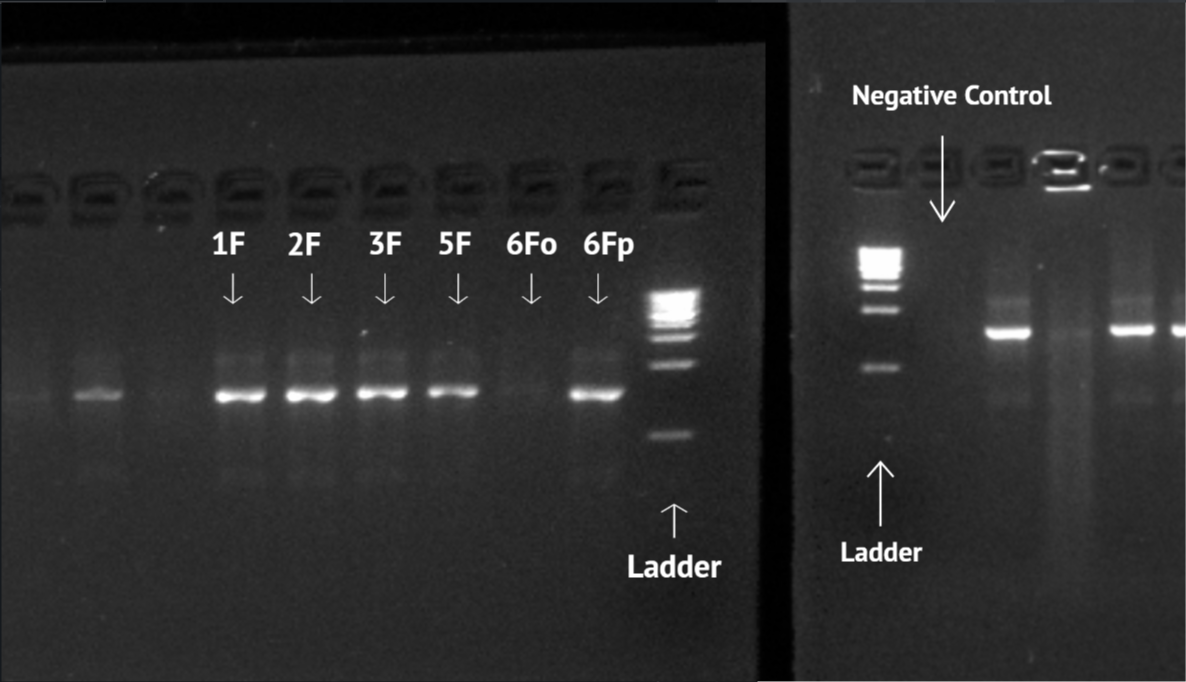 Negative Control
1F
2F
3F
5F
6Fo
6Fp
Ladder
Ladder